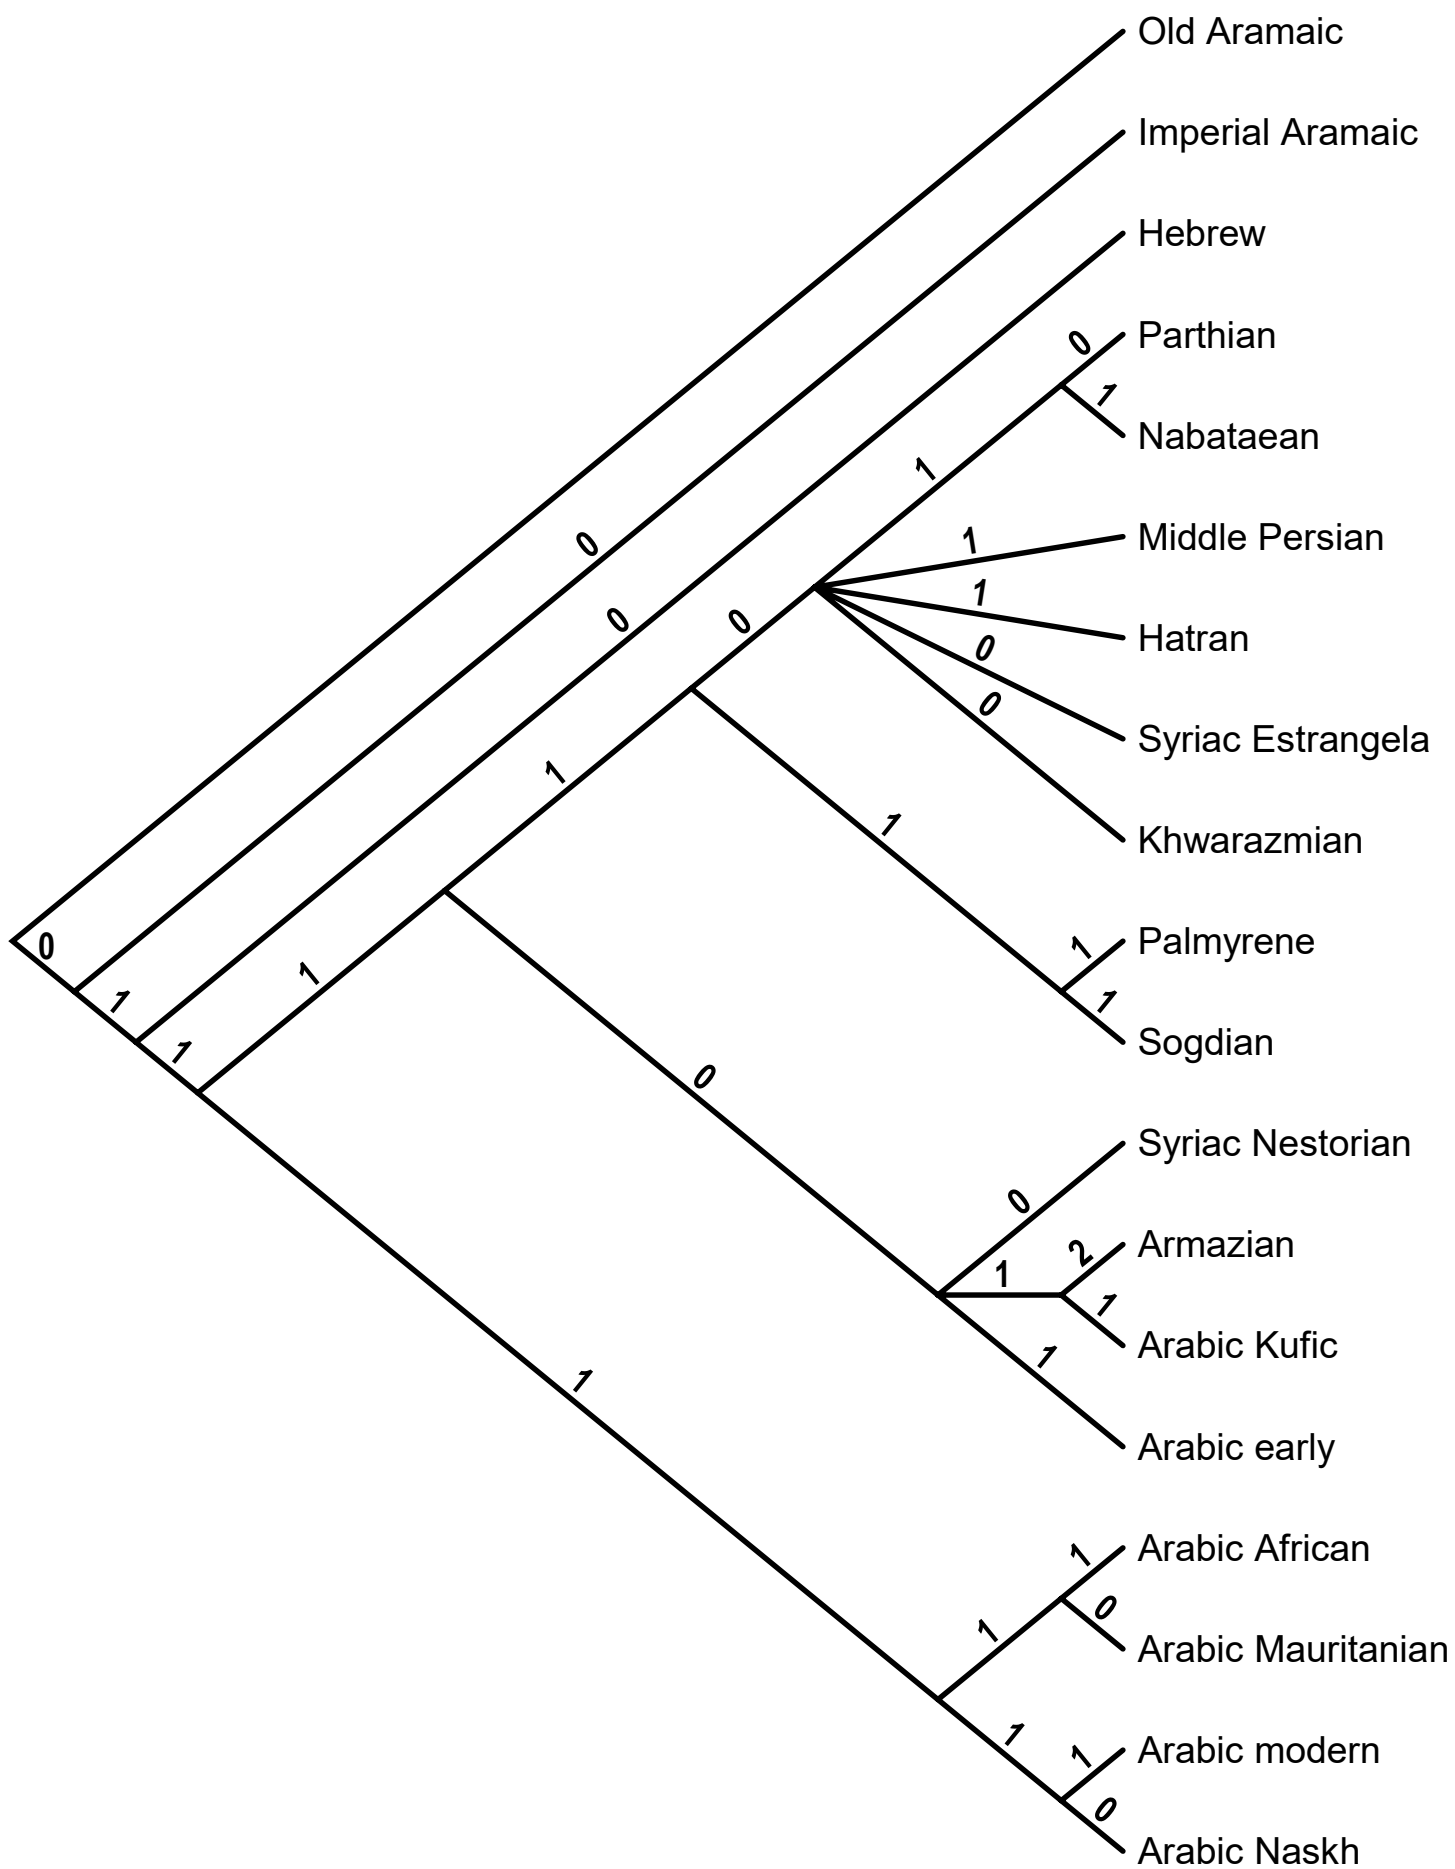 Old Aramaic
Imperial Aramaic
Hebrew
0 Parthian
1 Nabataean
1
1 Middle Persian
0
1 Hatran
0 0 0
0
Syriac Estrangela
1
1
Khwarazmian
0 1 Palmyrene
1
1 1 Sogdian
1
0
Syriac Nestorian
0
2 Armazian
1
1 Arabic Kufic
1
1
Arabic early
1 Arabic African
0
1 Arabic Mauritanian
1
1 Arabic modern
0
Arabic Naskh